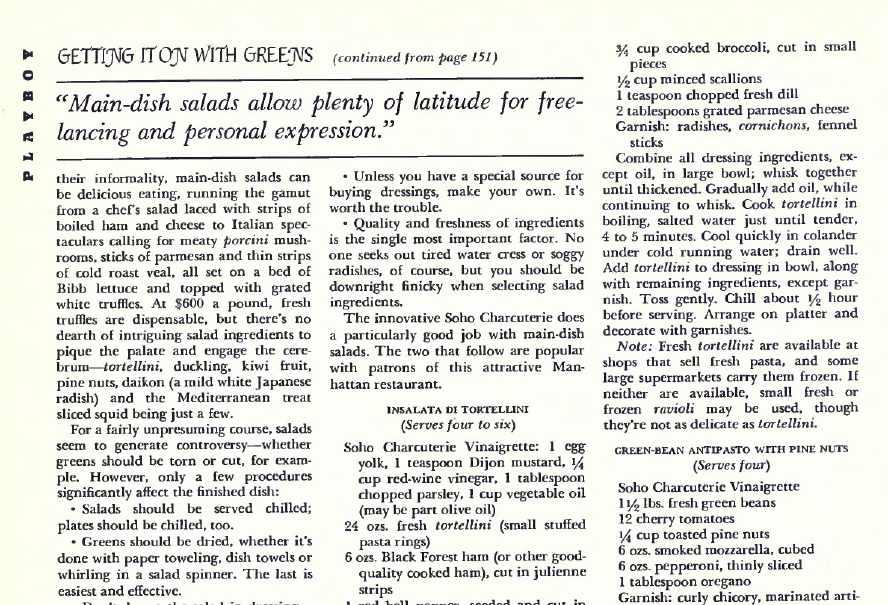 PLAYBOY
GETTING IT ON WITH GREENS (continued from page 151)
"Main-dish salads allow plenty of latitude for free-
lancing and personal expression."
their informality, main-dish salads can
be delicious eating, running the gamut
from a chef's salad laced with strips of
boiled ham and cheese to Italian spec-
taculars calling for meaty porcini mush-
rooms, sticks of parmesan and thin strips
of cold roast veal, all set on a bed of
Bibb lettuce and topped with grated
white truffles. At $600 a pound, fresh
truffles are dispensable, but there's no
dearth of intriguing salad ingredients to
pique the palate and engage the cere-
brum—tortellini, duckling, kiwi fruit,
pine nuts, daikon (a mild white Japanese
radish) and the Mediterranean treat
sliced squid being just a few.
For a fairly unpresuming course, salads
seem to generate controversy—whether
greens should be torn or cut, for exam-
ple. However, only a few procedures
significantly affect the finished dish:
• Salads should be served chilled;
plates should be chilled, too.
• Greens should be dried, whether it's
done with paper toweling, dish towels or
whirling in a salad spinner. The last is
easiest and effective.
• Unless you have a special source for
buying dressings, make your own. It's
worth the trouble.
• Quality and freshness of ingredients
is the single most important factor. No
one seeks out tired water cress or soggy
radishes, of course, but you should be
downright finicky when selecting salad
ingredients.
The innovative Soho Charcuterie does
a particularly good job with main-dish
salads. The two that follow are popular
with patrons of this attractive Man-
hattan restaurant.
INSALATA DI TORTELLINI
(Serves four to six)
Soho Charcuterie Vinaigrette: 1 egg
yolk, 1 teaspoon Dijon mustard, 1/4
cup red-wine vinegar, 1 tablespoon
chopped parsley, 1 cup vegetable oil
(may be part olive oil)
24 ozs. fresh tortellini (small stuffed
pasta rings)
6 ozs. Black Forest ham (or other good-
quality cooked ham), cut in julienne
strips
1 red bell pepper, seeded and cut in
3/4 cup cooked broccoli, cut in small
pieces
1/2 cup minced scallions
1 teaspoon chopped fresh dill
2 tablespoons grated parmesan cheese
Garnish: radishes, cornichons, fennel
sticks
Combine all dressing ingredients, ex-
cept oil, in large bowl; whisk together
until thickened. Gradually add oil, while
continuing to whisk. Cook tortellini in
boiling, salted water just until tender,
4 to 5 minutes. Cool quickly in colander
under cold running water; drain well.
Add tortellini to dressing in bowl, along
with remaining ingredients, except gar-
nish. Toss gently. Chill about 1/2 hour
before serving. Arrange on platter and
decorate with garnishes.
Note: Fresh tortellini are available at
shops that sell fresh pasta, and some
large supermarkets carry them frozen. If
neither are available, small fresh or
frozen ravioli may be used, though
they're not as delicate as tortellini.
GREEN-BEAN ANTIPASTO WITH PINE NUTS
(Serves four)
Soho Charcuterie Vinaigrette
1 1/2 lbs. fresh green beans
12 cherry tomatoes
1/4 cup toasted pine nuts
6 ozs. smoked mozzarella, cubed
6 ozs. pepperoni, thinly sliced
1 tablespoon oregano
Garnish: curly chicory, marinated arti-